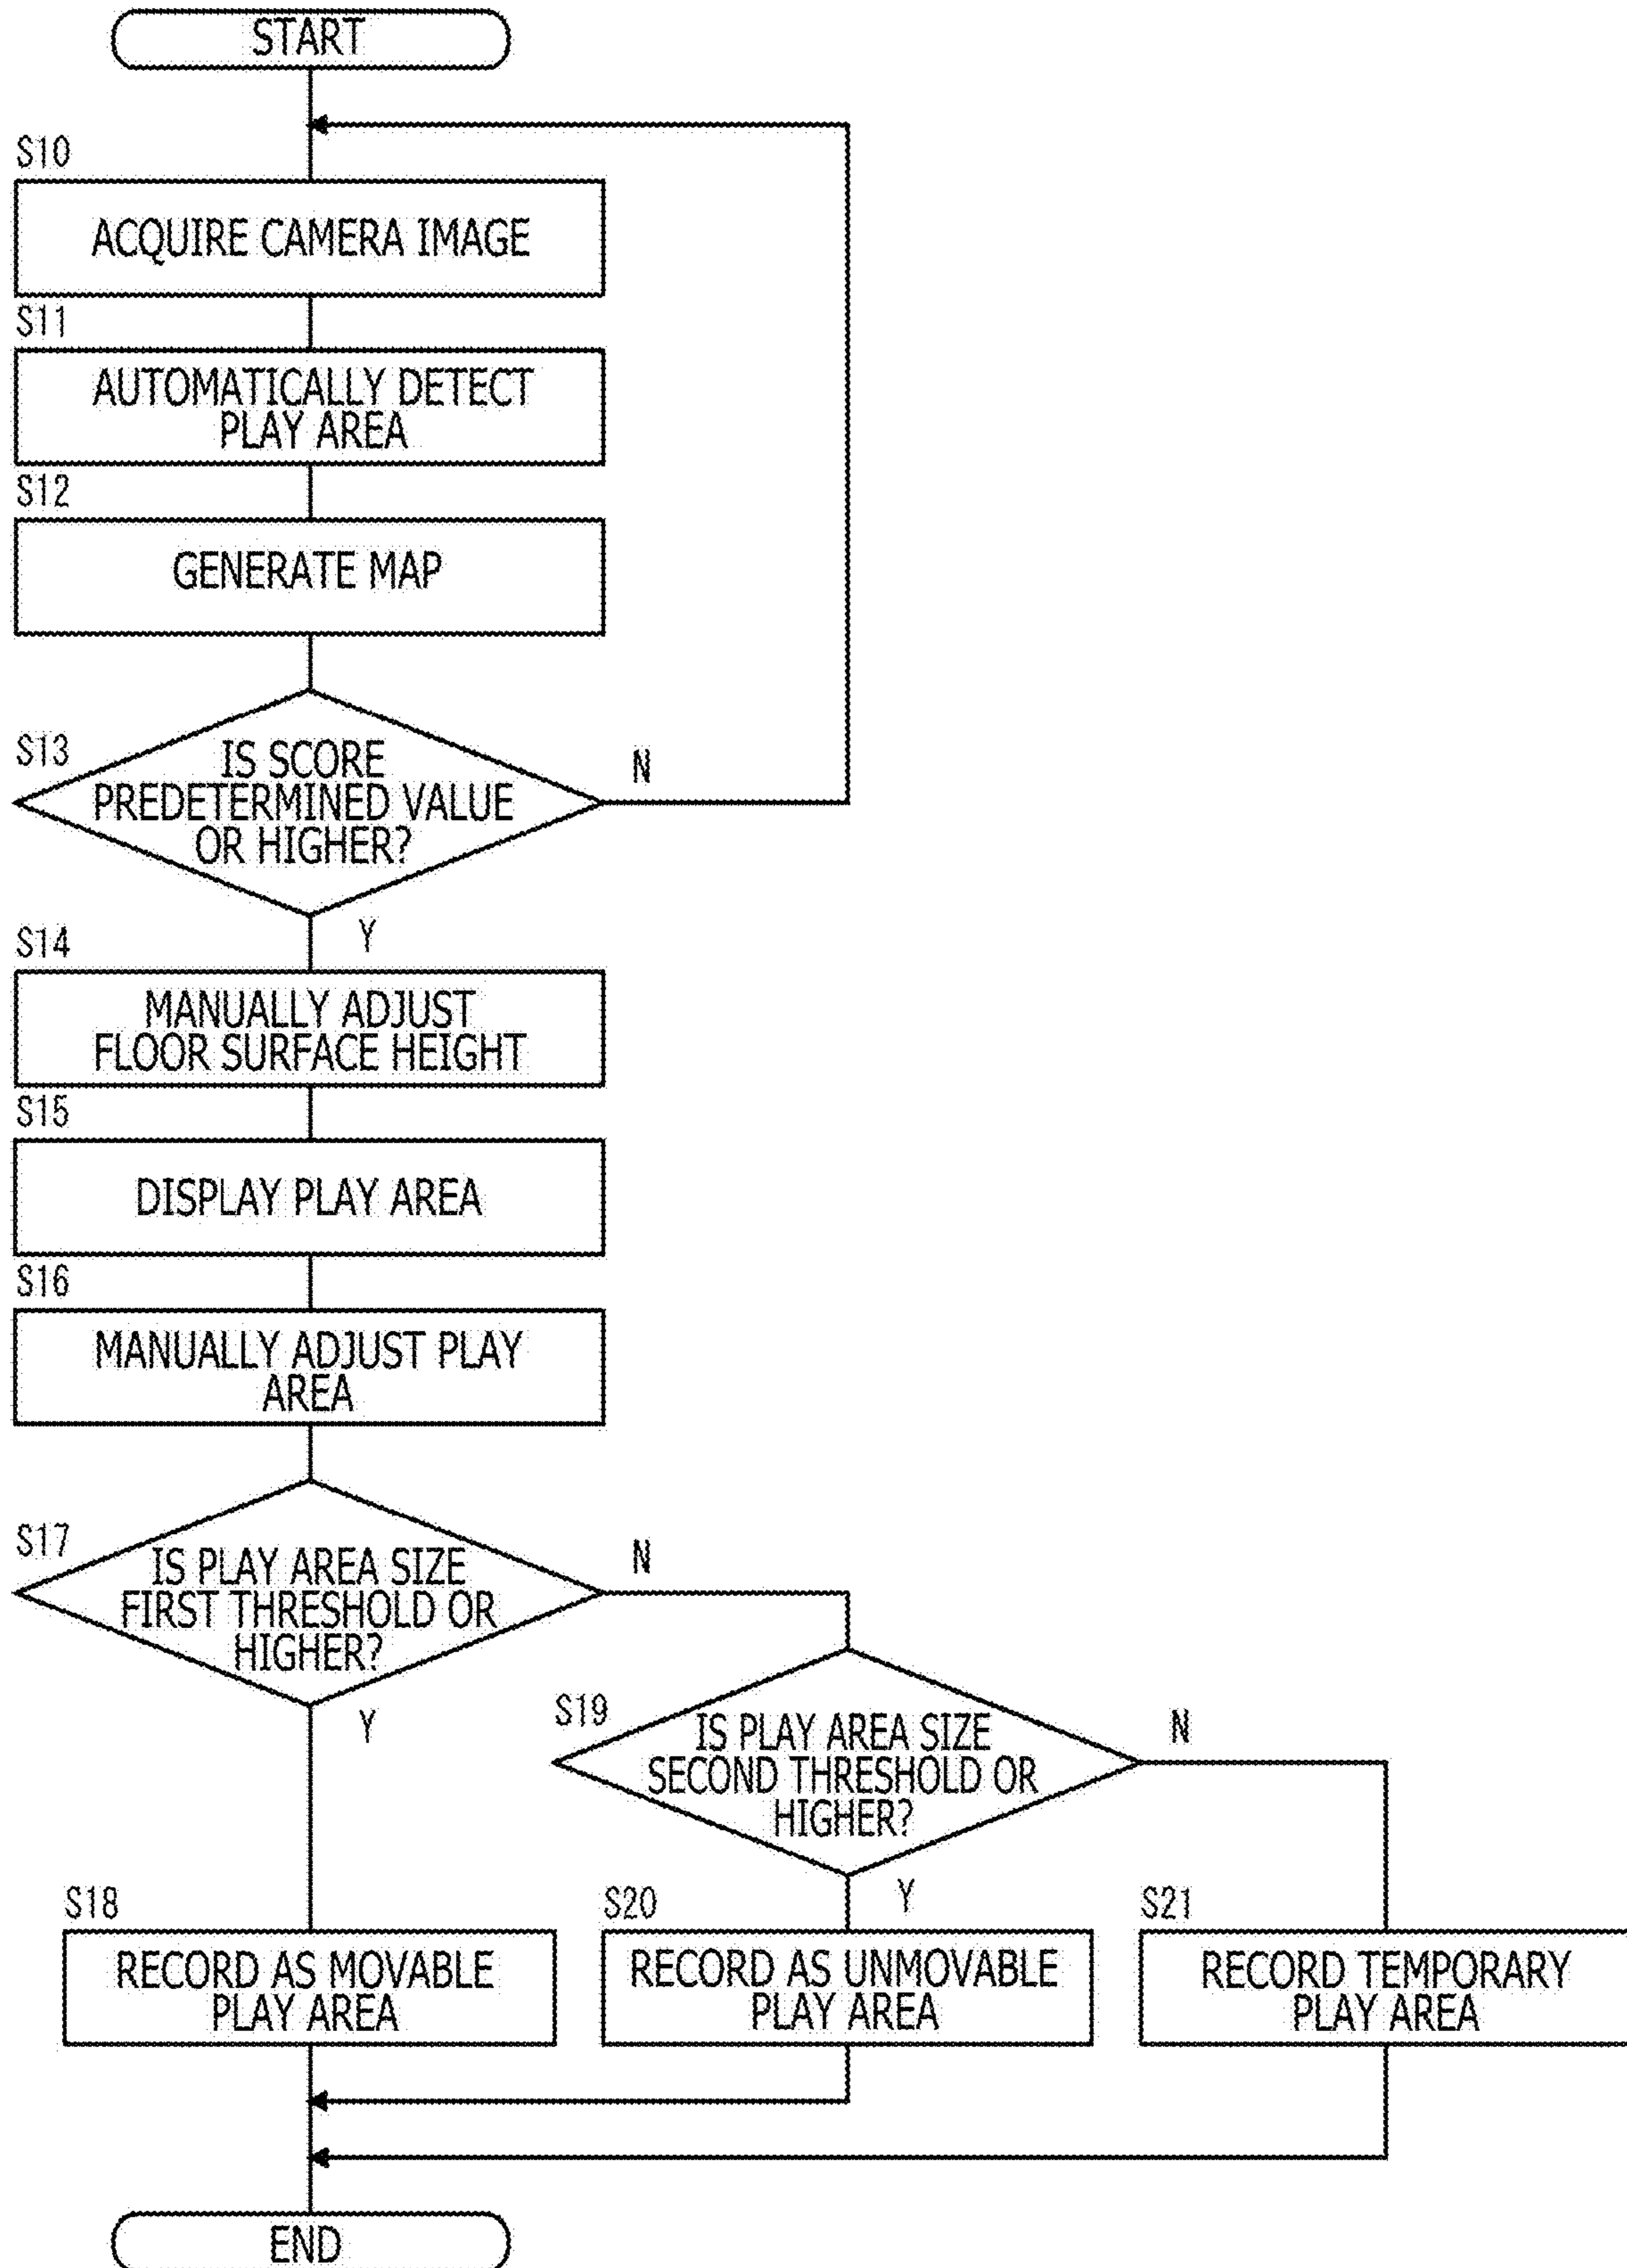 START
S10
ACQUIRE CAMERA IMAGE
S11
AUTOMATICALLY DETECT
PLAY AREA
S12
GENERATE MAP
S13
IS SCORE
PREDETERMINED VALUE
OR HIGHER?
N
Y
S14
MANUALLY ADJUST
FLOOR SURFACE HEIGHT
S15
DISPLAY PLAY AREA
S16
MANUALLY ADJUST PLAY
AREA
S17
IS PLAY AREA SIZE
FIRST THRESHOLD OR
HIGHER?
N
Y
S19
IS PLAY AREA SIZE
SECOND THRESHOLD OR
HIGHER?
N
Y
S18
RECORD AS MOVABLE
PLAY AREA
S20
RECORD AS UNMOVABLE
PLAY AREA
S21
RECORD TEMPORARY
PLAY AREA
END